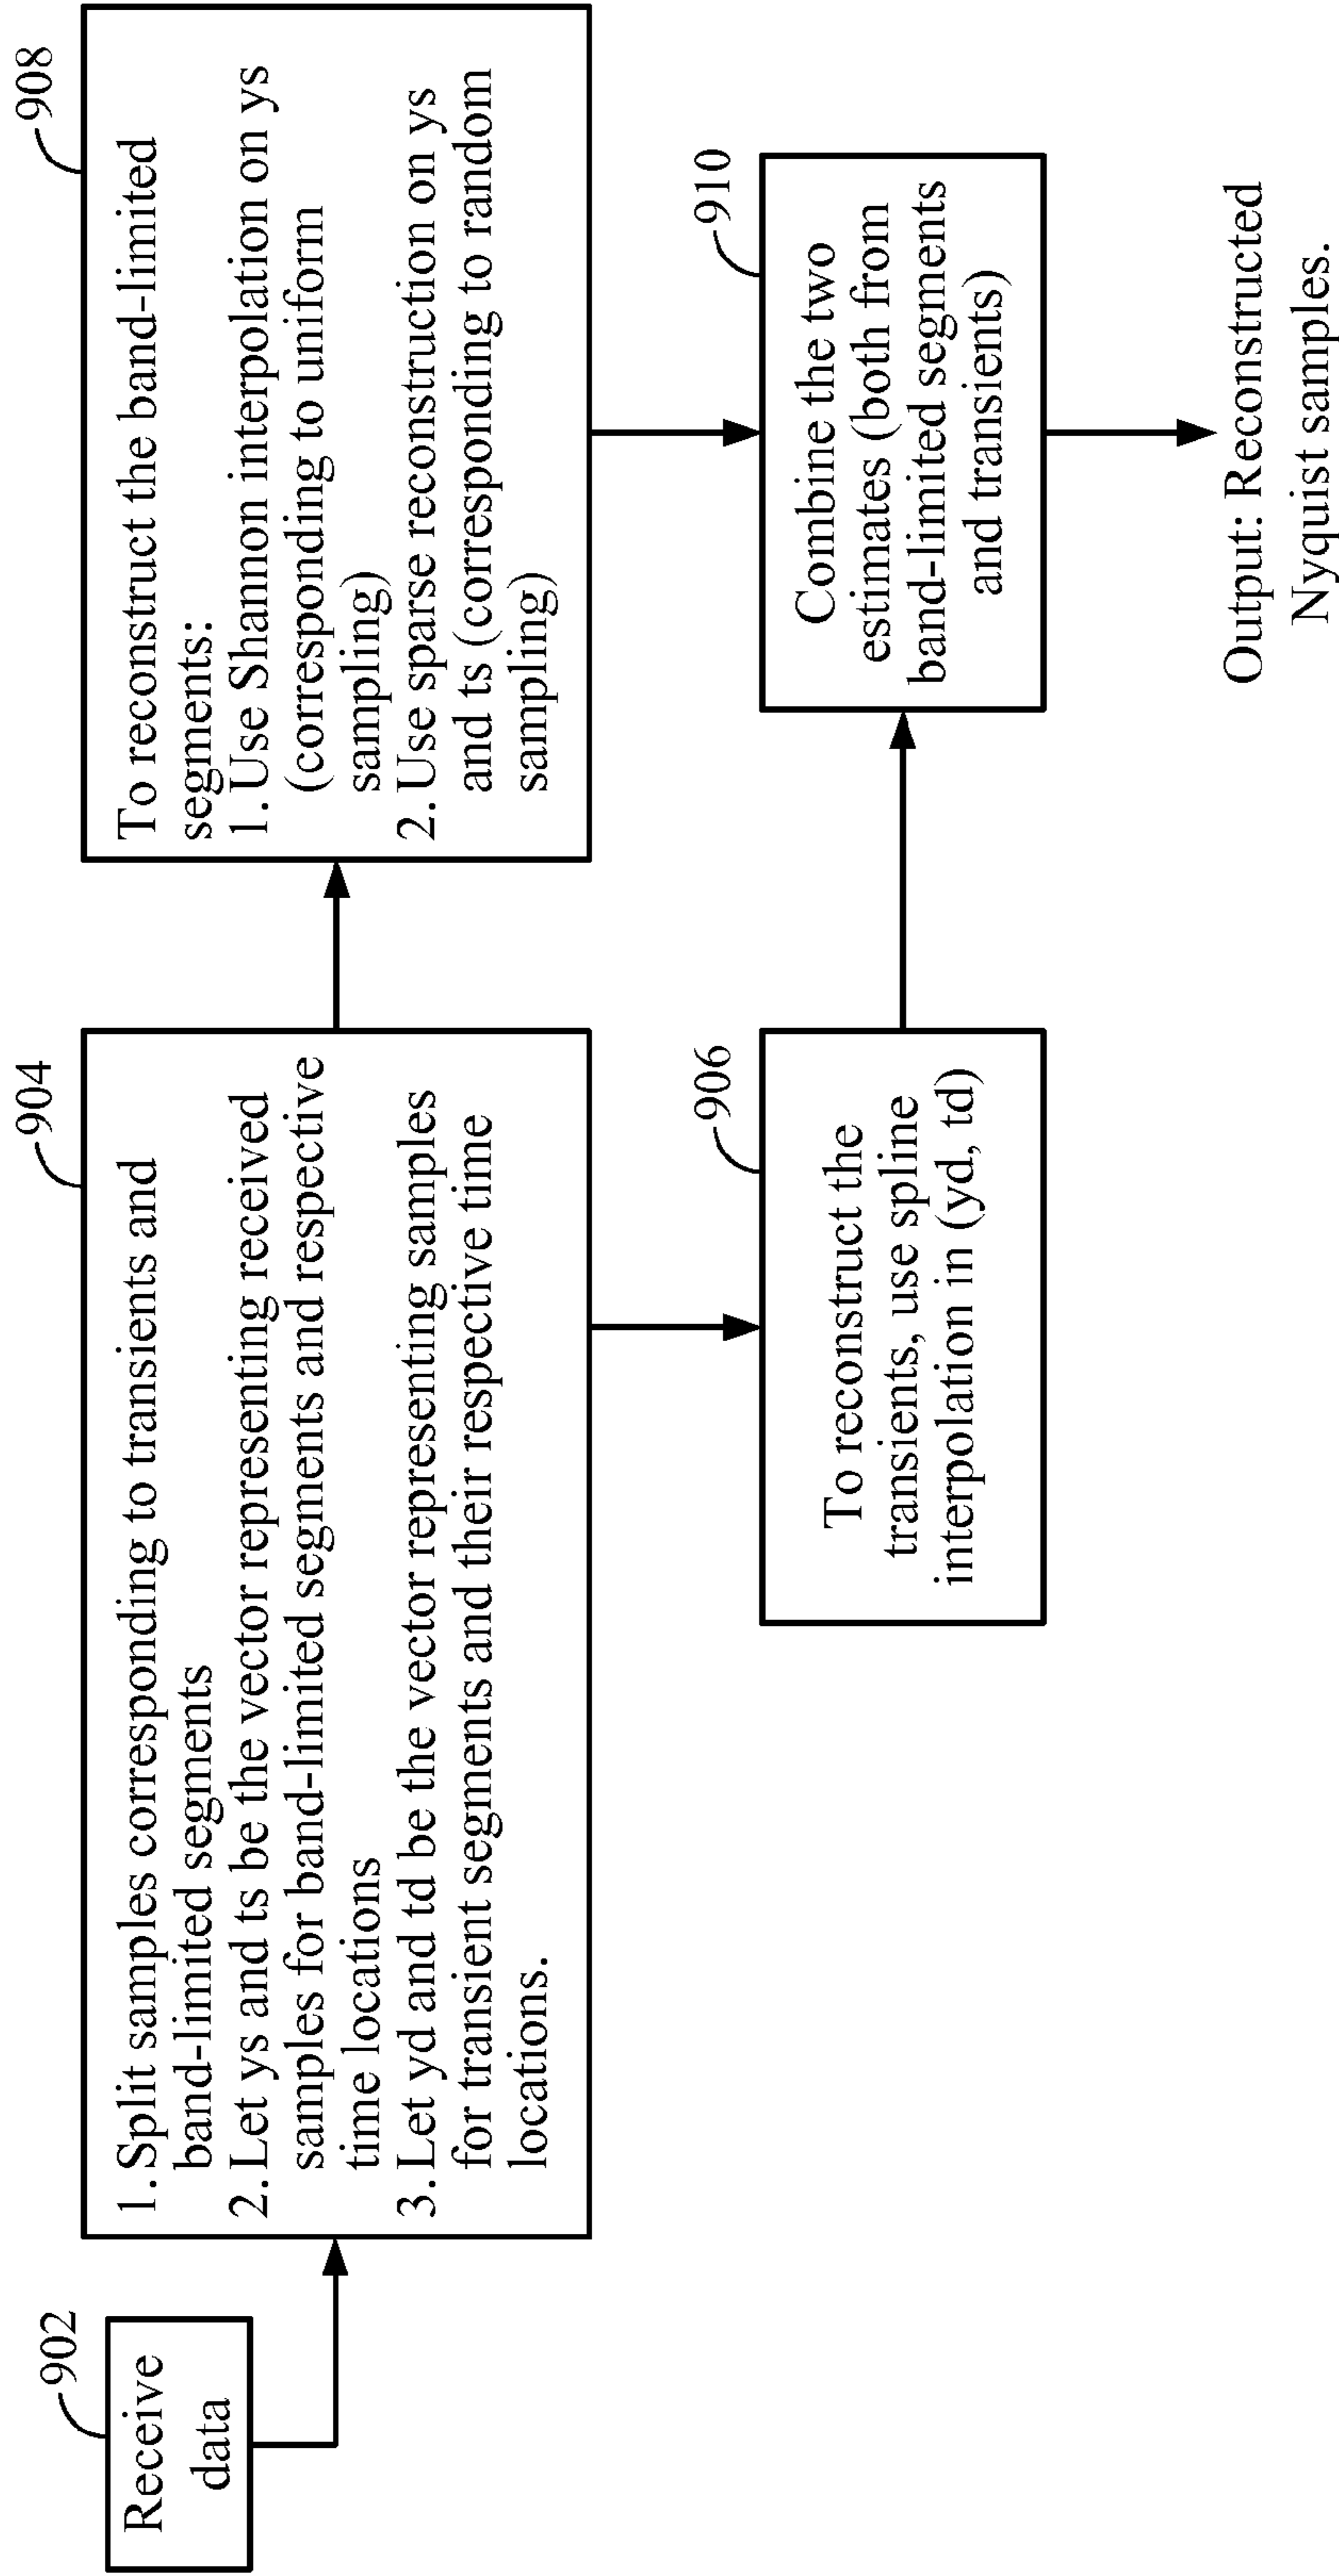 902
Receive
data
904
1. Split samples corresponding to transients and
band-limited segments
2. Let ys and ts be the vector representing received
samples for band-limited segments and respective
time locations
3. Let yd and td be the vector representing samples
for transient segments and their respective time
locations.
908
To reconstruct the band-limited
segments:
1. Use Shannon interpolation on ys
(corresponding to uniform
sampling)
2. Use sparse reconstruction on ys
and ts (corresponding to random
sampling)
906
To reconstruct the
transients, use spline
interpolation in (yd, td)
910
Combine the two
estimates (both from
band-limited segments
and transients)
Output: Reconstructed
Nyquist samples.